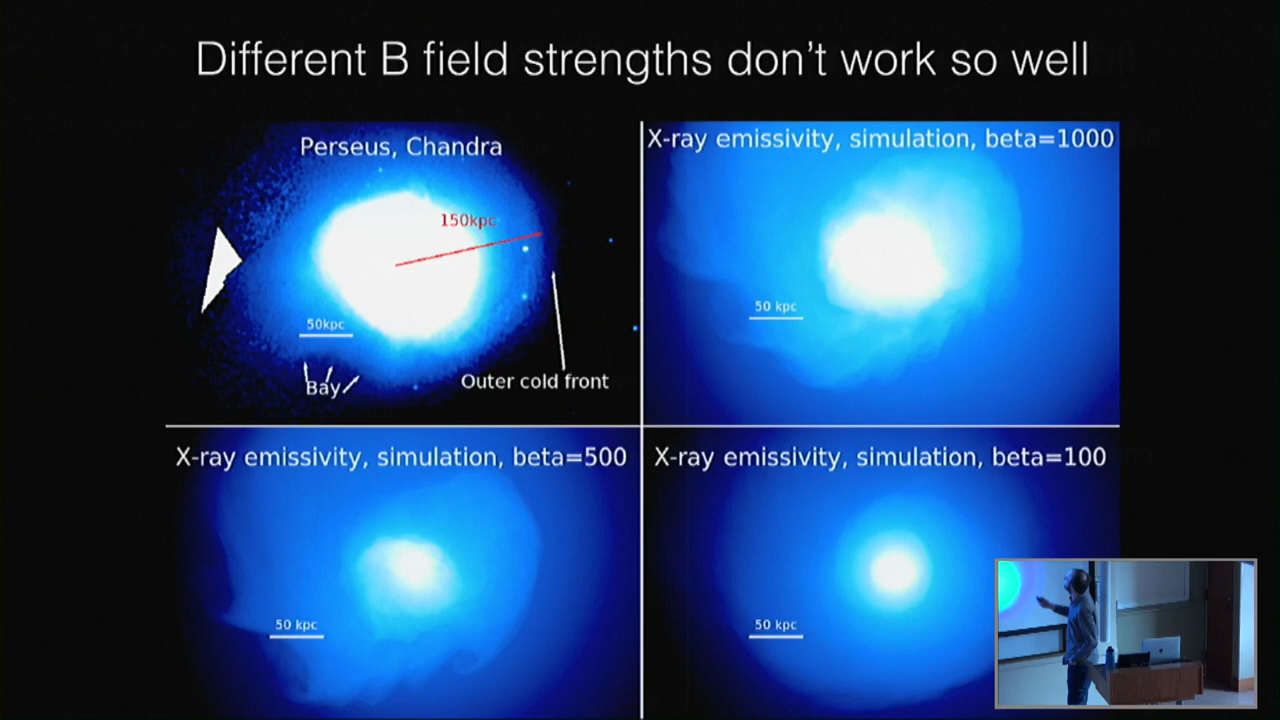 Different B field strengths don't work so well
Perseus, Chandra
150kpc
50kpc
Bay
Outer cold front
X-ray emissivity, simulation, beta=1000
50 kpc
X-ray emissivity, simulation, beta=500
50 kpc
X-ray emissivity, simulation, beta=100
50 kpc